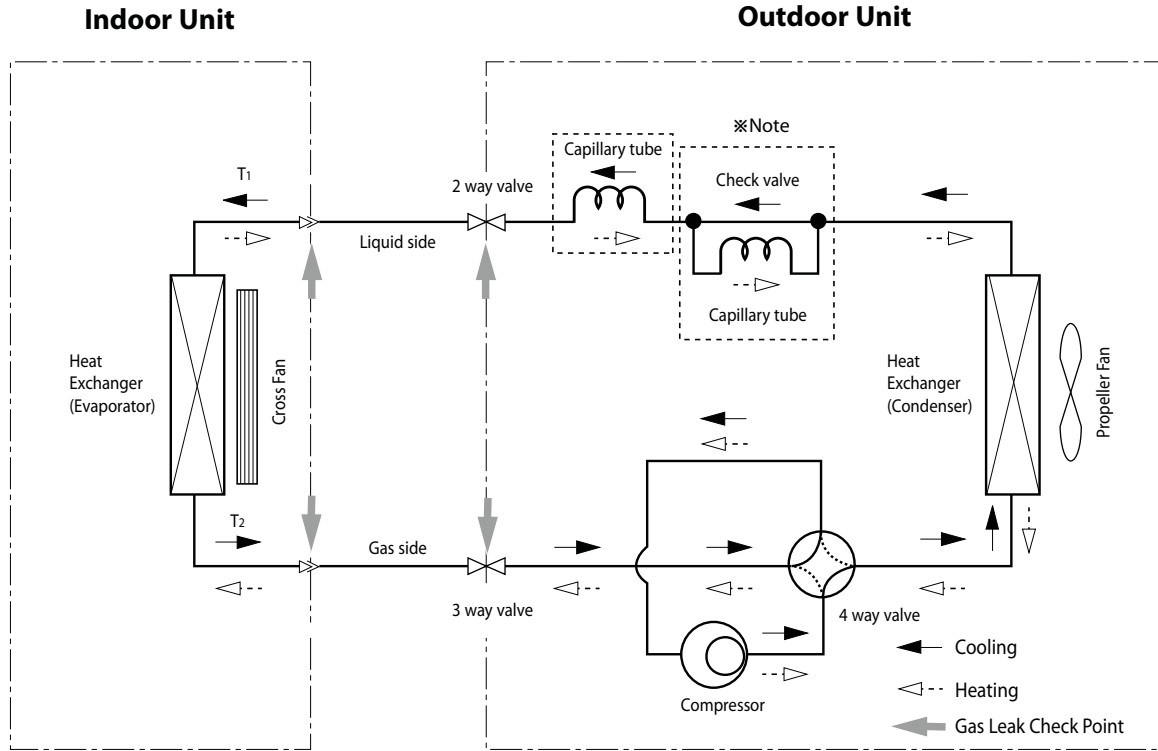 Indoor Unit
Outdoor Unit
※Note
Capillary tube
T1
2 way valve
Check valve
Liquid side
Capillary tube
Heat
Exchanger
(Evaporator)
Cross Fan
Heat
Exchanger
(Condenser)
Propeller Fan
T2
Gas side
3 way valve
4 way valve
Compressor
Cooling
Heating
Gas Leak Check Point